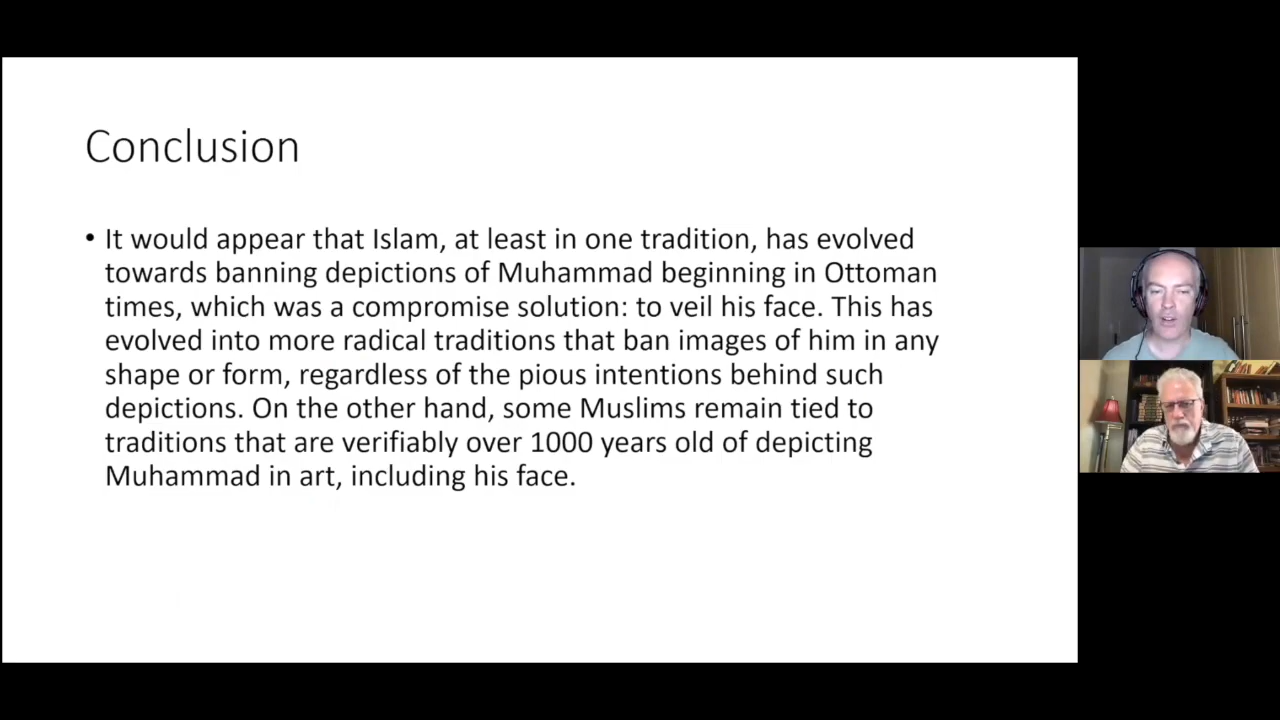 Conclusion
• It would appear that Islam, at least in one tradition, has evolved
towards banning depictions of Muhammad beginning in Ottoman
times, which was a compromise solution: to veil his face. This has
evolved into more radical traditions that ban images of him in any
shape or form, regardless of the pious intentions behind such
depictions. On the other hand, some Muslims remain tied to
traditions that are verifiably over 1000 years old of depicting
Muhammad in art, including his face.